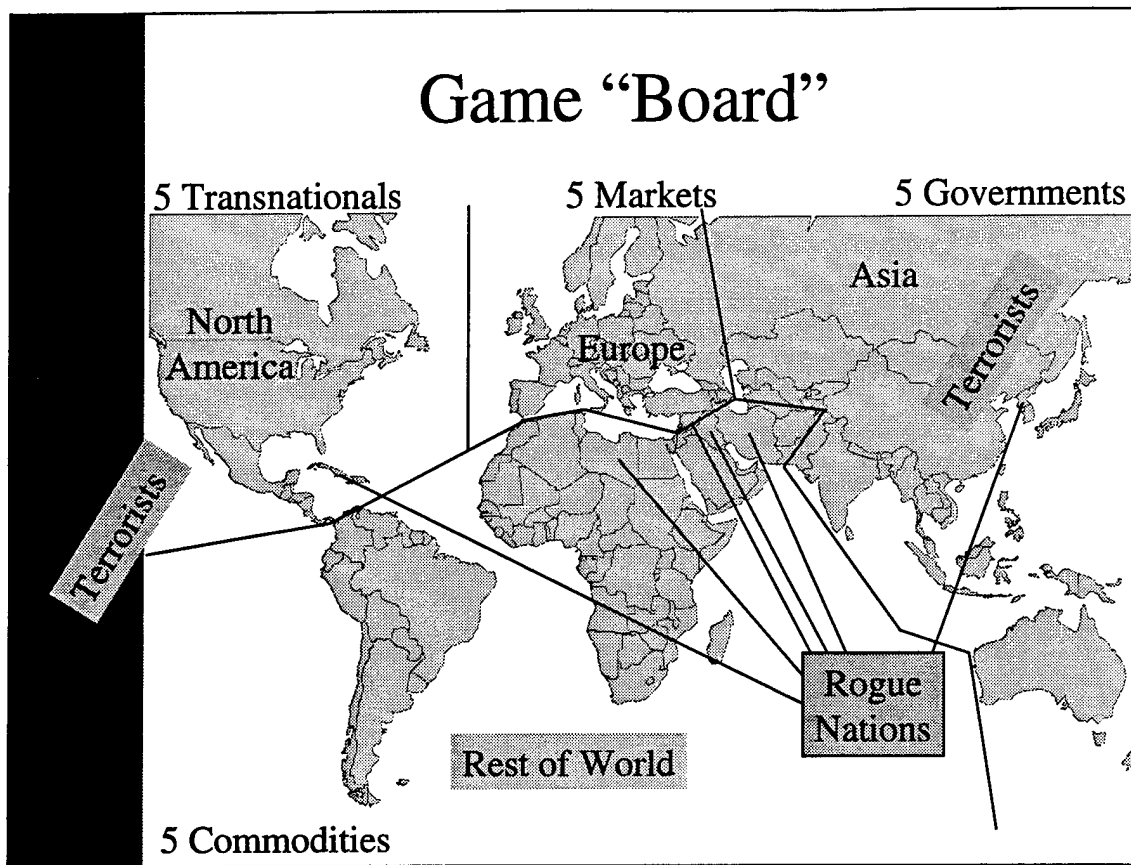 Game “Board”
5 Transnationals
5 Markets
5 Governments
North
America
Europe
Asia
Terrorists
Terrorists
Rogue
Nations
Rest of World
5 Commodities